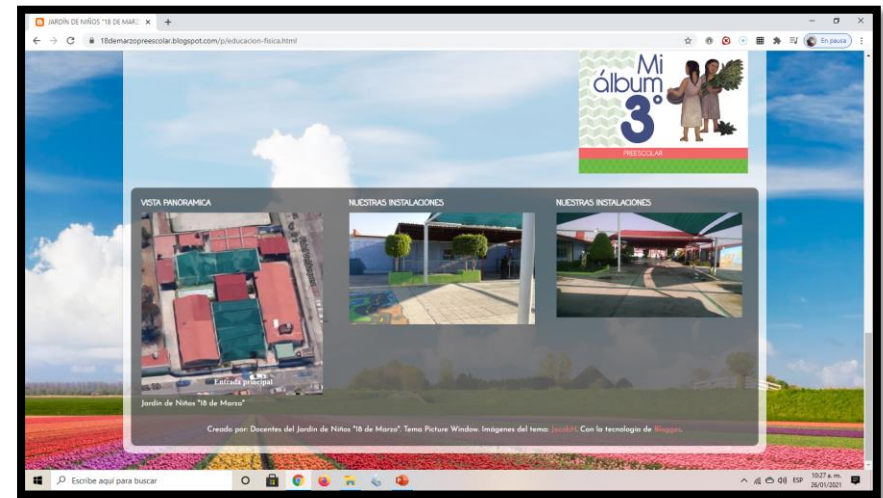 JARDÍN DE NIÑOS "18 DE MARZ
18demarzopreescolar.blogspot.com/p/educacion-fisica.html
En pausa
Mi
álbum
3°
PREESCOLAR
VISTA PANORAMICA
NUESTRAS INSTALACIONES
NUESTRAS INSTALACIONES
Entrada principal
Jardín de Niños "18 de Marzo"
Creado por: Docentes del Jardín de Niños "18 de Marzo". Tema Picture Window. Imágenes del tema: Con la tecnología de Blogger.
Escribe aquí para buscar
ESP
10:27 a. m.
26/01/2021